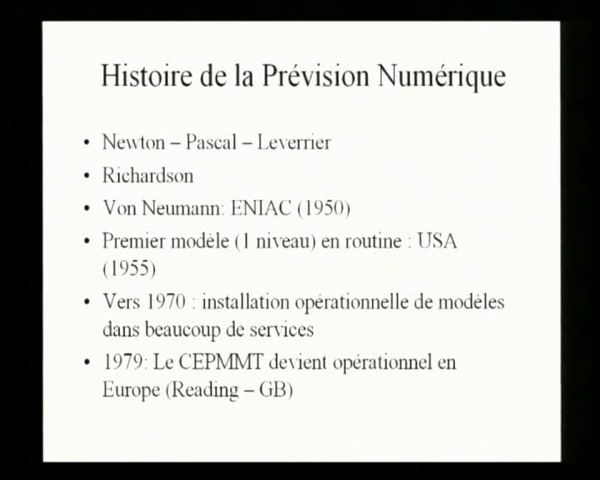 Histoire de la Prévision Numérique
• Newton – Pascal – Leverrier
• Richardson
• Von Neumann: ENIAC (1950)
• Premier modèle (1 niveau) en routine : USA
(1955)
• Vers 1970 : installation opérationnelle de modèles
dans beaucoup de services
• 1979: Le CEPMMT devient opérationnel en
Europe (Reading – GB)